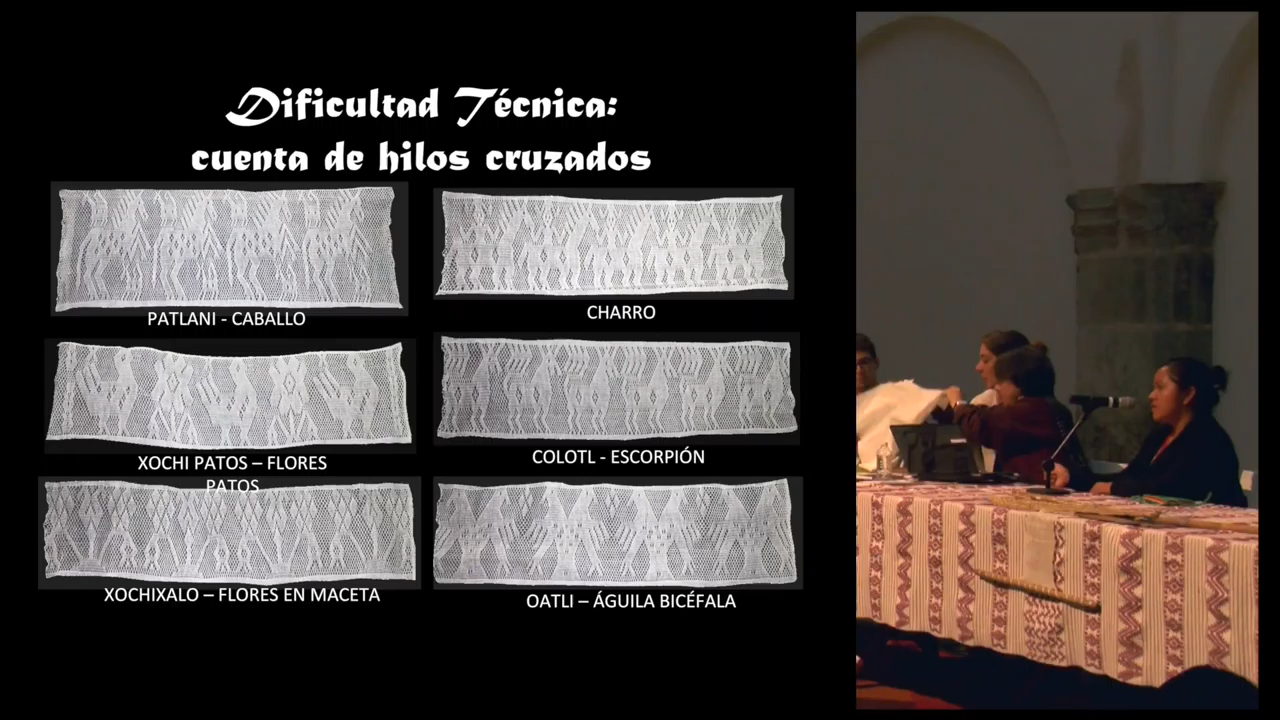 Dificultad Técnica:
cuenta de hilos cruzados
PATLANI - CABALLO
CHARRO
XOCHI PATOS – FLORES
PATOS
COLOTL - ESCORPIÓN
XOCHIXALO – FLORES EN MACETA
OATLI – ÁGUILA BICÉFALA